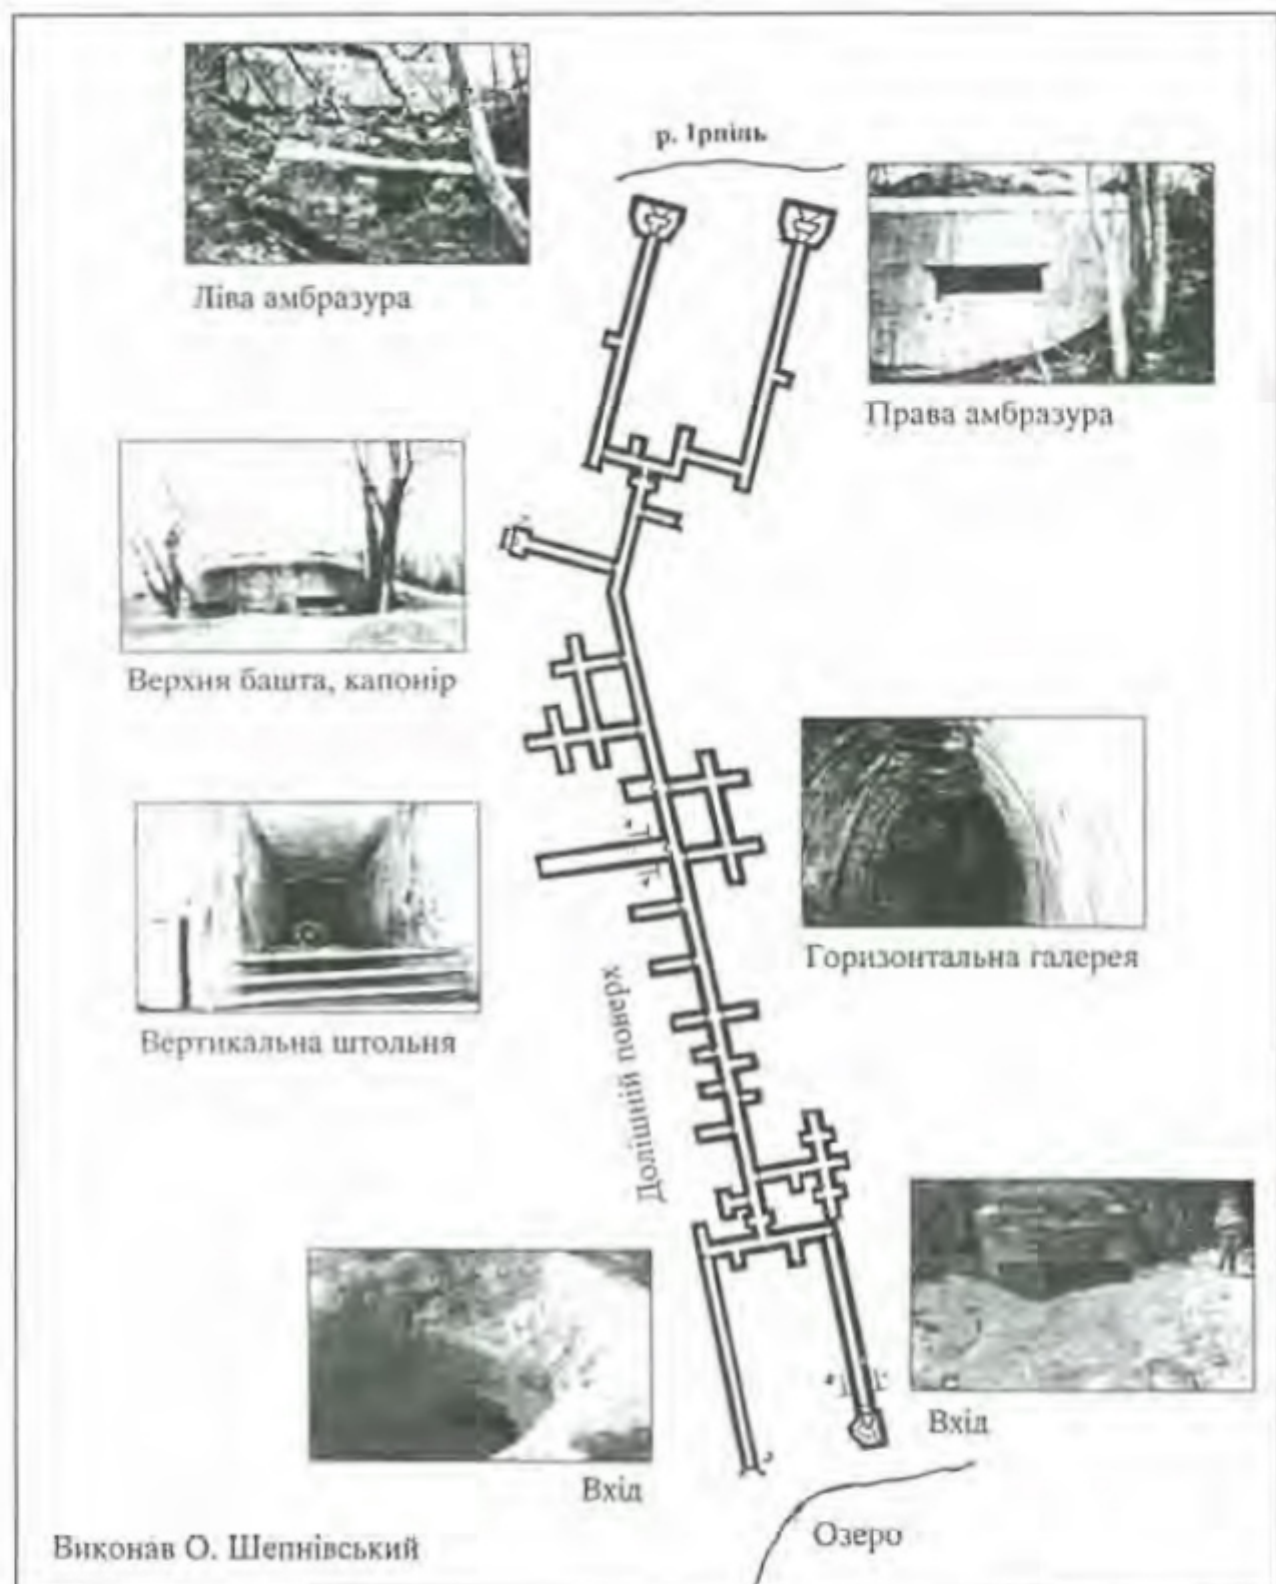 р. Ірпінь
Ліва амбразура
Права амбразура
Верхня башта, капонір
Горизонтальна галерея
Вертикальна штольня
Долішній поверх
Вхід
Вхід
Озеро
Виконав О. Шепнівський